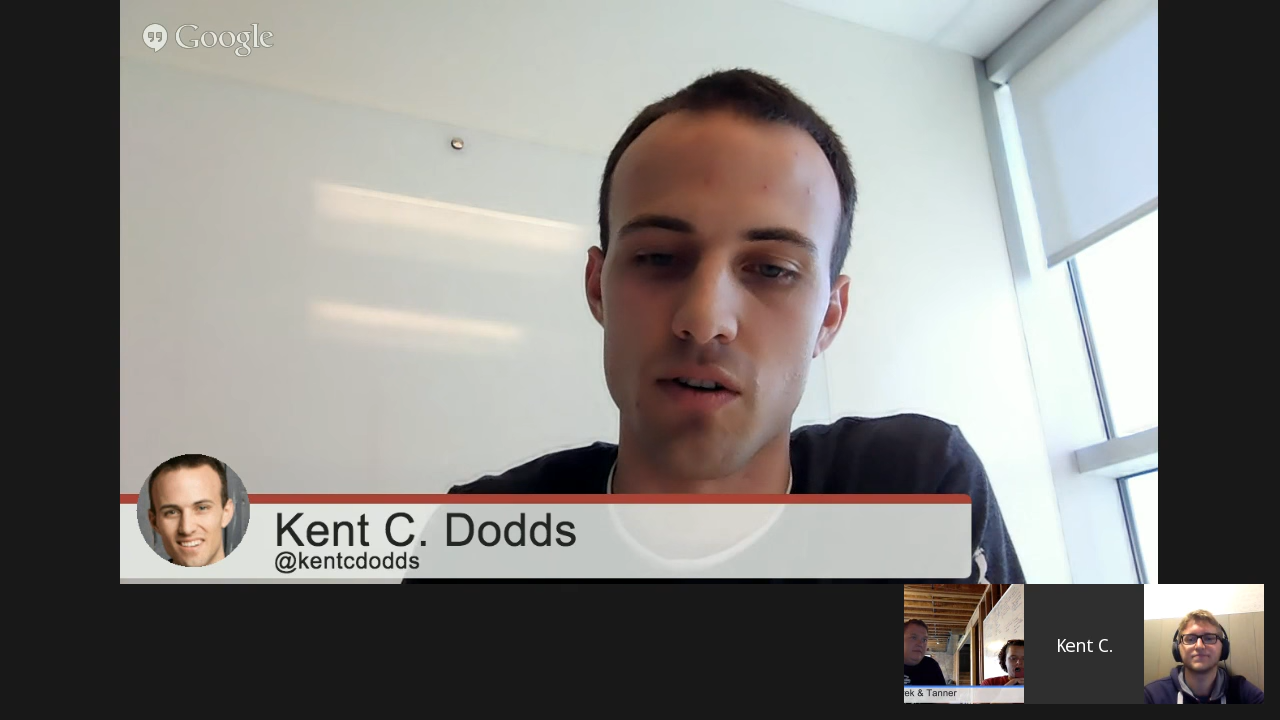 Google
Kent C. Dodds
@kentcdodds
Kent C.
ek & Tanner